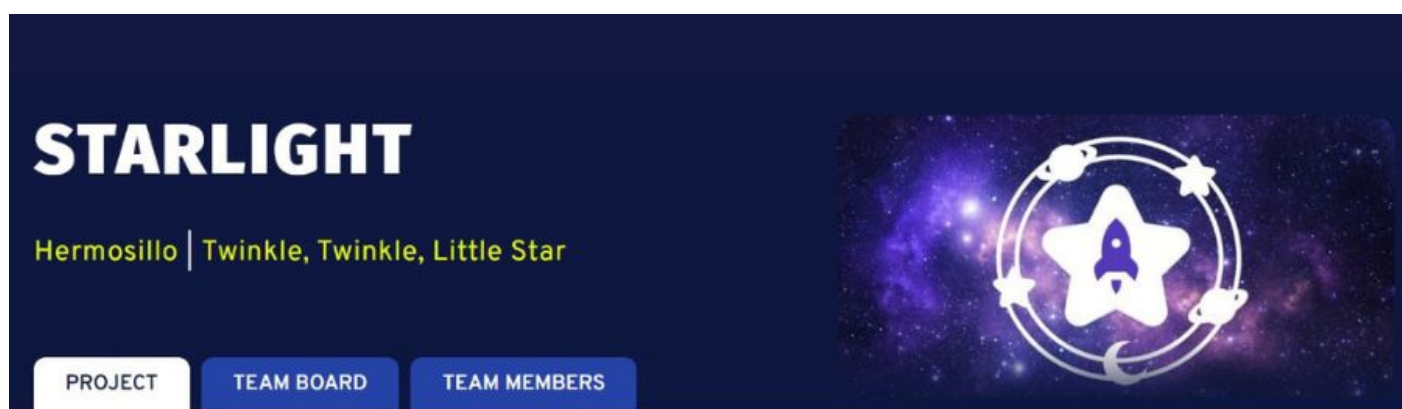 STARLIGHT
Hermosillo | Twinkle, Twinkle, Little Star
PROJECT TEAM BOARD TEAM MEMBERS